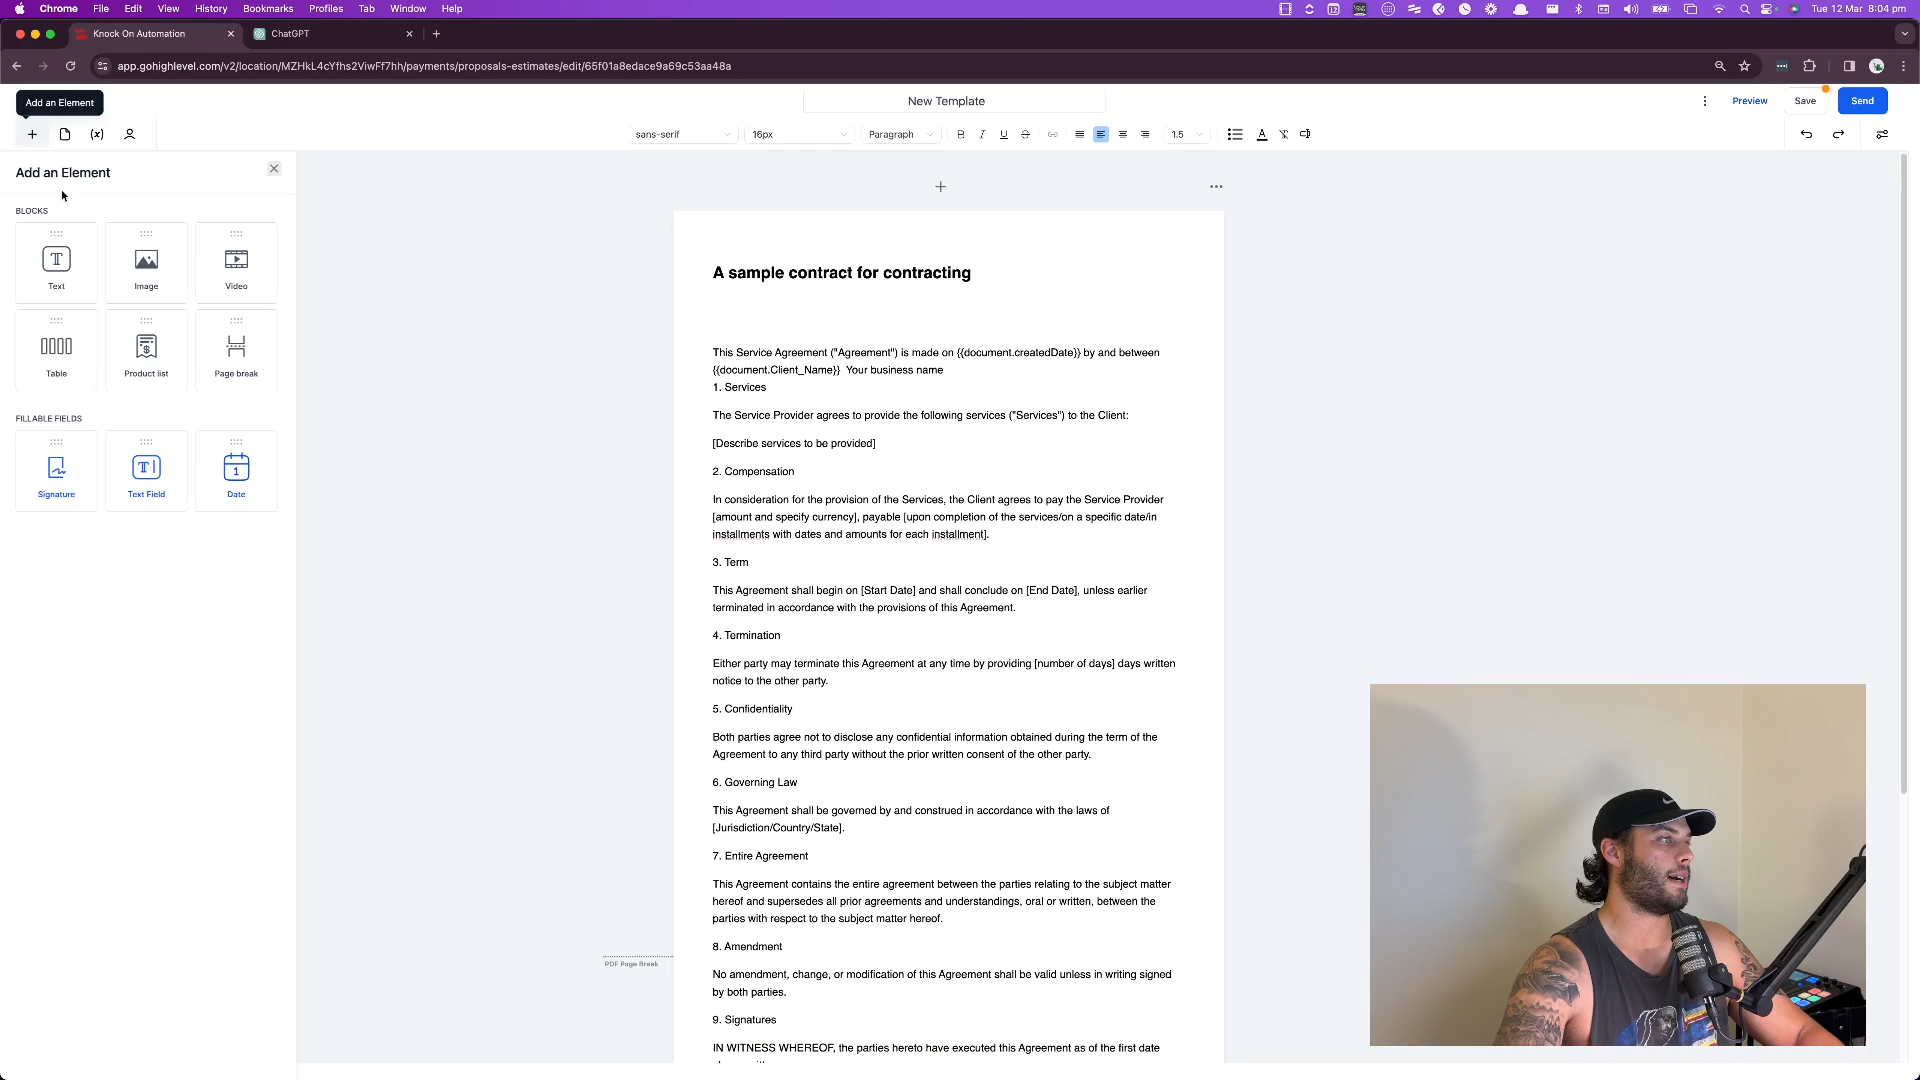 Chrome File Edit View History Bookmarks Profiles Tab Window Help
Tue 12 Mar 8:04 pm
Knock On Automation
ChatGPT
app.gohighlevel.com/v2/location/MZHkL4cYfhs2ViwFf7hh/payments/proposals-estimates/edit/65f01a8edace9a69c53aa48a
Add an Element
New Template
Preview
Save
Send
sans-serif
16px
Paragraph
1.5
Add an Element
BLOCKS
Text
Image
Video
Table
Product list
Page break
FILLABLE FIELDS
Signature
Text Field
Date
A sample contract for contracting
This Service Agreement ("Agreement") is made on {{document.createdDate}} by and between
{{document.Client_Name}} Your business name
1. Services
The Service Provider agrees to provide the following services ("Services") to the Client:
[Describe services to be provided]
2. Compensation
In consideration for the provision of the Services, the Client agrees to pay the Service Provider
[amount and specify currency], payable [upon completion of the services/on a specific date/in
installments with dates and amounts for each installment].
3. Term
This Agreement shall begin on [Start Date] and shall conclude on [End Date], unless earlier
terminated in accordance with the provisions of this Agreement.
4. Termination
Either party may terminate this Agreement at any time by providing [number of days] days written
notice to the other party.
5. Confidentiality
Both parties agree not to disclose any confidential information obtained during the term of the
Agreement to any third party without the prior written consent of the other party.
6. Governing Law
This Agreement shall be governed by and construed in accordance with the laws of
[Jurisdiction/Country/State].
7. Entire Agreement
This Agreement contains the entire agreement between the parties relating to the subject matter
hereof and supersedes all prior agreements and understandings, oral or written, between the
parties with respect to the subject matter hereof.
8. Amendment
PDF Page Break
No amendment, change, or modification of this Agreement shall be valid unless in writing signed
by both parties.
9. Signatures
IN WITNESS WHEREOF, the parties hereto have executed this Agreement as of the first date